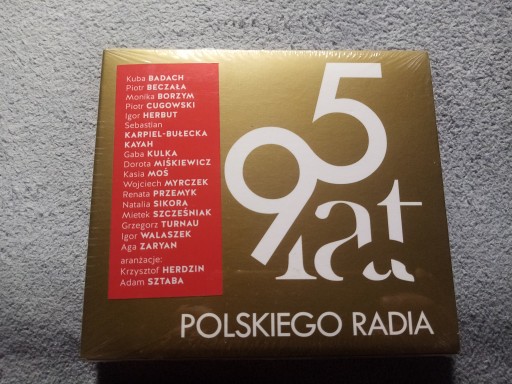 Kuba BADACH
Piotr BECZAŁA
Monika BORZYM
Piotr CUGOWSKI
Igor HERBUT
Sebastian
KARPIEL-BUŁECKA
KAYAH
Gaba KULKA
Dorota MIŚKIEWICZ
Kasia MOŚ
Wojciech MYRCZEK
Renata PRZEMYK
Natalia SIKORA
Mietek SZCZEŚNIAK
Grzegorz TURNAU
Igor WALASZEK
Aga ZARYAN
aranżacje:
Krzysztof HERDZIN
Adam SZTABA
95
lat
POLSKIEGO RADIA